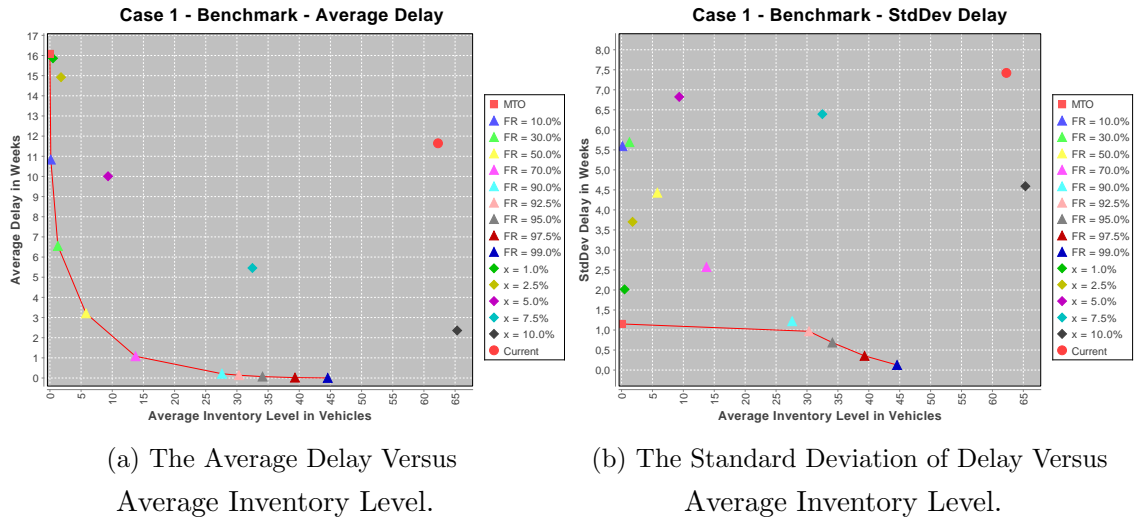 Case 1 - Benchmark - Average Delay
17
16
15
14
13
12
11
10
9
8
7
6
5
4
3
2
1
0
Average Delay in Weeks
0 5 10 15 20 25 30 35 40 45 50 55 60 65
Average Inventory Level in Vehicles
MTO
FR = 10.0%
FR = 30.0%
FR = 50.0%
FR = 70.0%
FR = 90.0%
FR = 92.5%
FR = 95.0%
FR = 97.5%
FR = 99.0%
x = 1.0%
x = 2.5%
x = 5.0%
x = 7.5%
x = 10.0%
Current
(a) The Average Delay Versus
Average Inventory Level.
Case 1 - Benchmark - StdDev Delay
8,0
7,5
7,0
6,5
6,0
5,5
5,0
4,5
4,0
3,5
3,0
2,5
2,0
1,5
1,0
0,5
0,0
StdDev Delay in Weeks
0 5 10 15 20 25 30 35 40 45 50 55 60 65
Average Inventory Level in Vehicles
MTO
FR = 10.0%
FR = 30.0%
FR = 50.0%
FR = 70.0%
FR = 90.0%
FR = 92.5%
FR = 95.0%
FR = 97.5%
FR = 99.0%
x = 1.0%
x = 2.5%
x = 5.0%
x = 7.5%
x = 10.0%
Current
(b) The Standard Deviation of Delay Versus
Average Inventory Level.